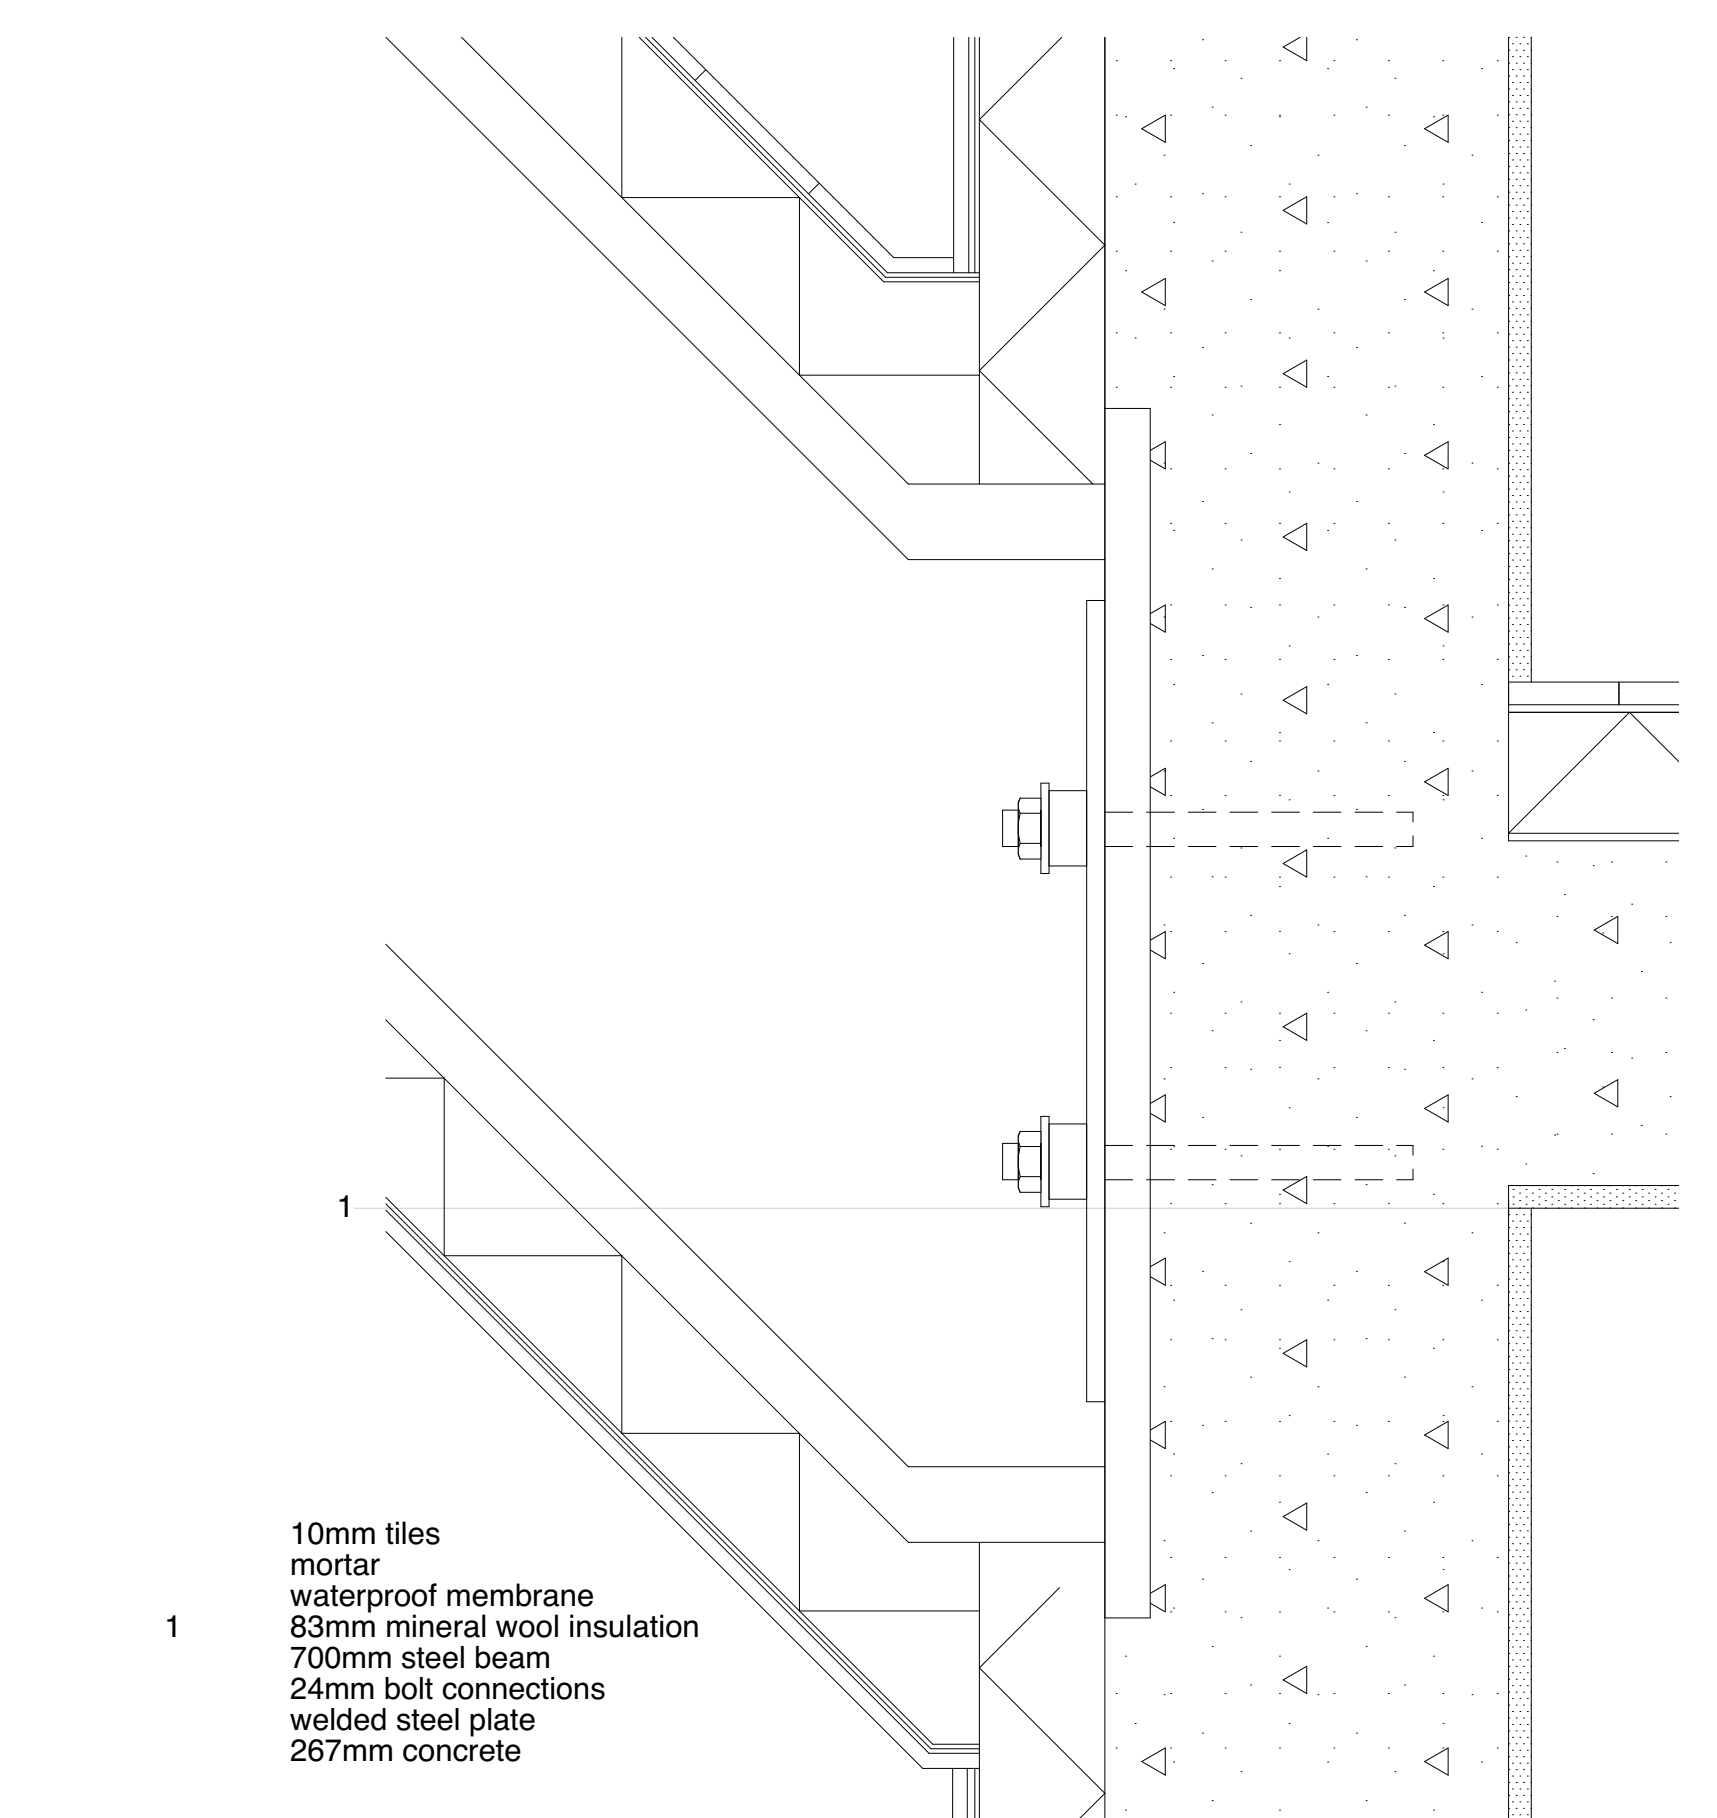 1
10mm tiles
mortar
waterproof membrane
1 83mm mineral wool insulation
700mm steel beam
24mm bolt connections
welded steel plate
267mm concrete